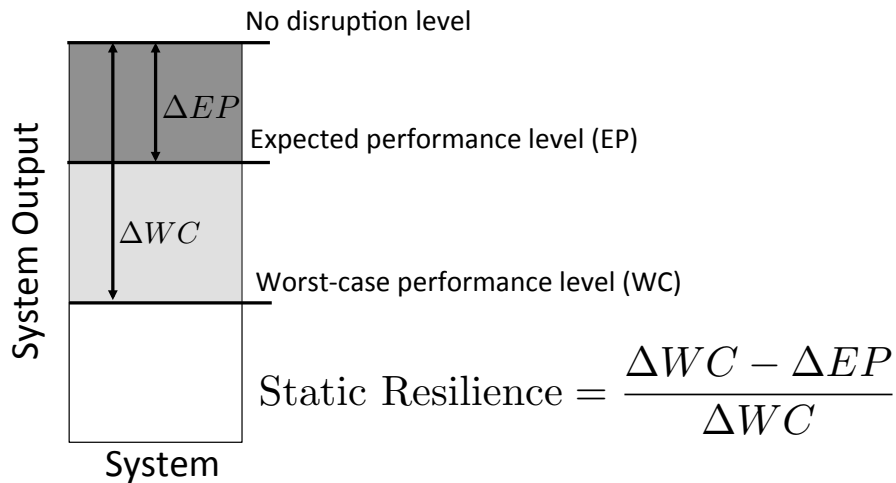 No disruption level
ΔEP
Expected performance level (EP)
System Output
ΔWC
Worst-case performance level (WC)
Static Resilience = \frac{ΔWC − ΔEP}{ΔWC}
System